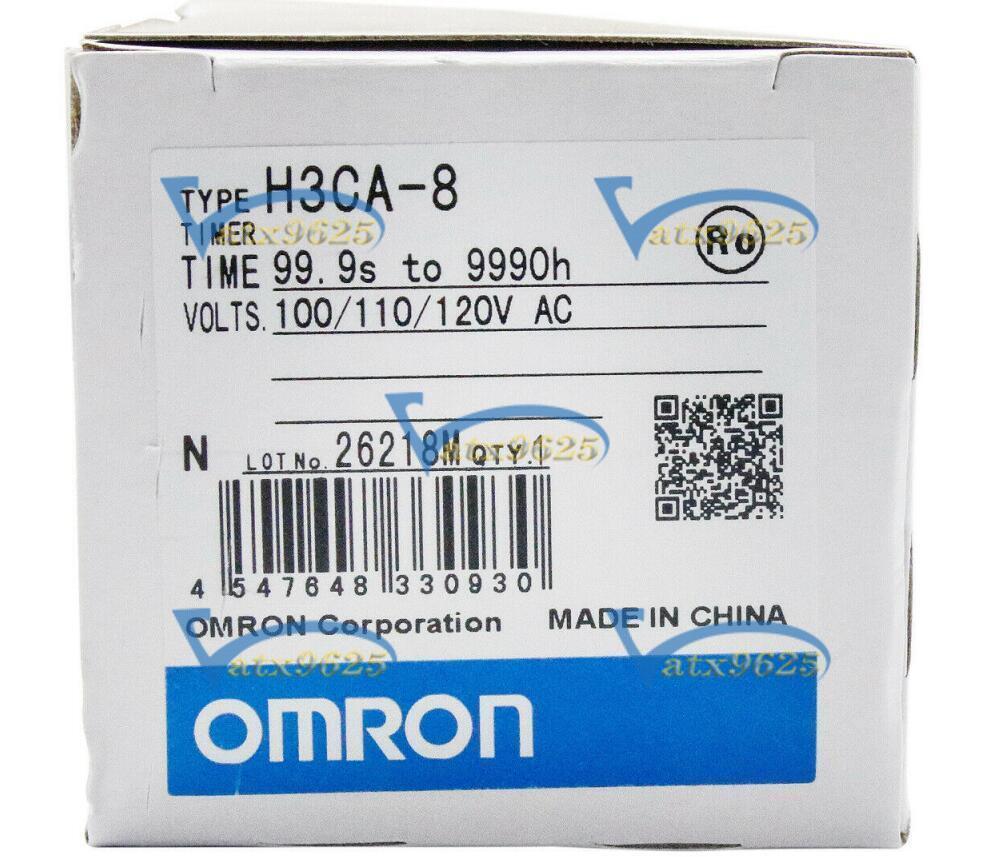 TYPE H3CA-8
TIMER
TIME 99.9s to 9990h
VOLTS. 100/110/120V AC
Ro
N LOT No. 26218M QTY. 1
4 547648 330930
OMRON Corporation MADE IN CHINA
OMRON
atx9625
atx9625
atx9625
atx9625
atx9625